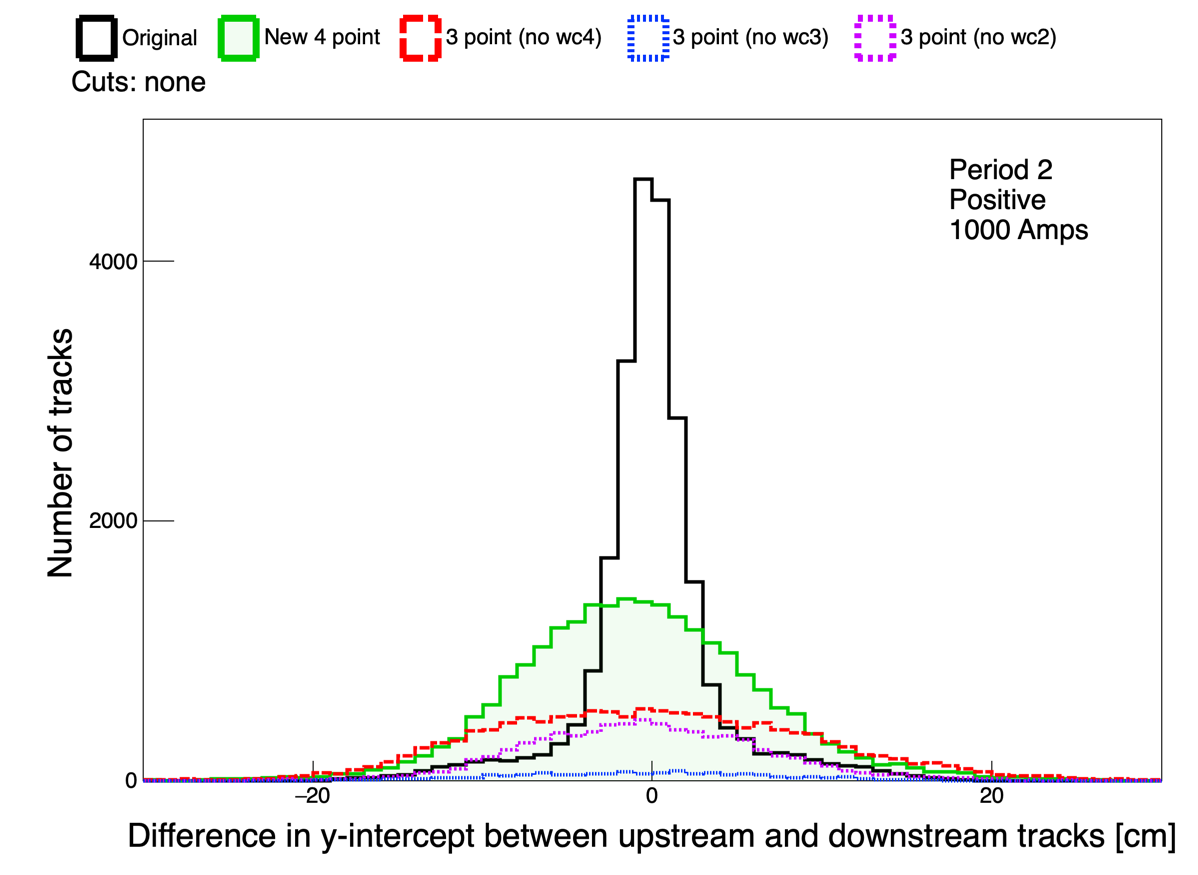 Original New 4 point 3 point (no wc4) 3 point (no wc3) 3 point (no wc2)
Cuts: none
Period 2
Positive
1000 Amps
4000
2000
0
Number of tracks
−20 0 20
Difference in y-intercept between upstream and downstream tracks [cm]